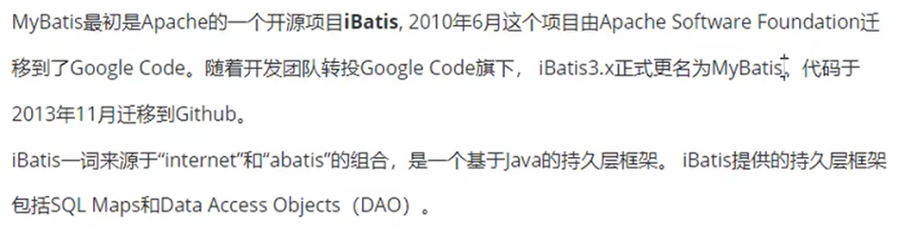 MyBatis最初是Apache的一个开源项目iBatis, 2010年6月这个项目由Apache Software Foundation迁
移到了Google Code。随着开发团队转投Google Code旗下， iBatis3.x正式更名为MyBatis。代码于
2013年11月迁移到Github。
iBatis一词来源于“internet”和“abatis”的组合，是一个基于Java的持久层框架。 iBatis提供的持久层框架
包括SQL Maps和Data Access Objects（DAO）。